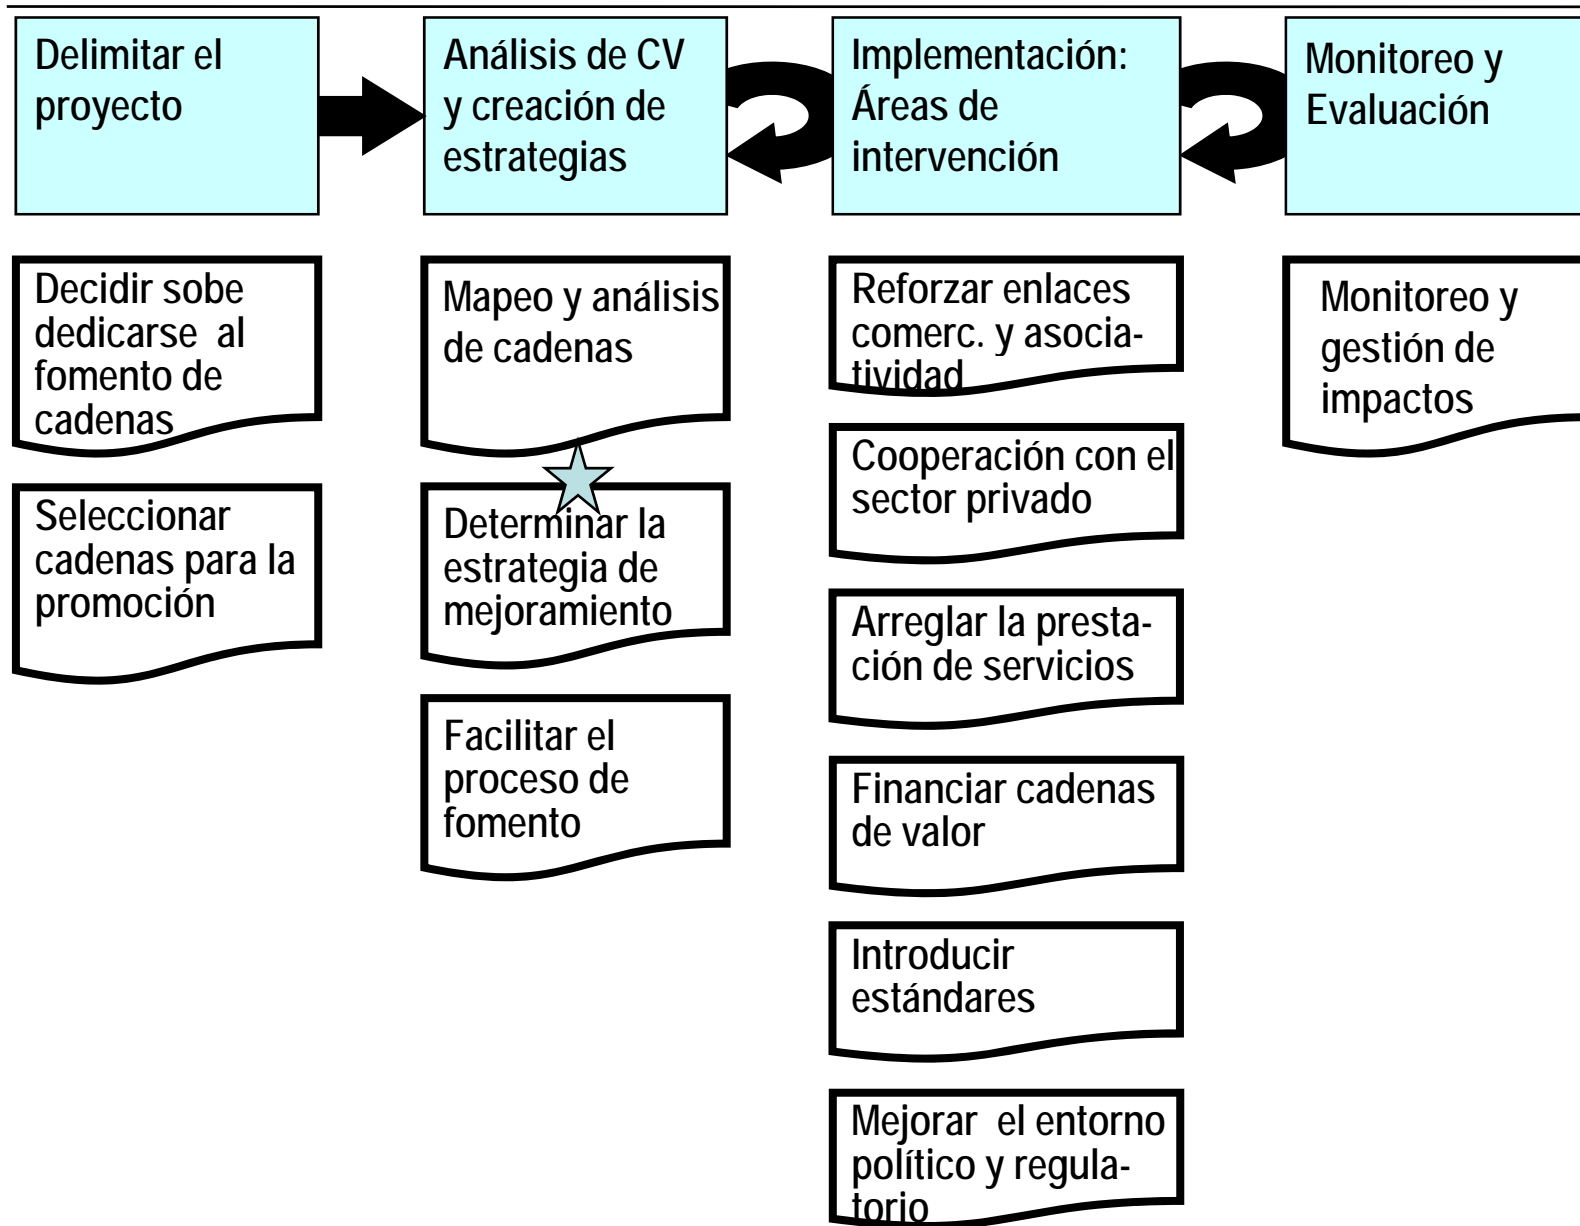 Delimitar el
proyecto
Análisis de CV
y creación de
estrategias
Implementación:
Áreas de
intervención
Monitoreo y
Evaluación
Decidir sobe
dedicarse  al
fomento de
cadenas
Seleccionar
cadenas para la
promoción
Mapeo y análisis
de cadenas
Determinar la
estrategia de
mejoramiento
Facilitar el
proceso de
fomento
Reforzar enlaces
comerc. y asocia-
tividad
Cooperación con el
sector privado
Arreglar la presta-
ción de servicios
Financiar cadenas
de valor
Introducir
estándares
Mejorar  el entorno
político y regula-
torio
Monitoreo y
gestión de
impactos